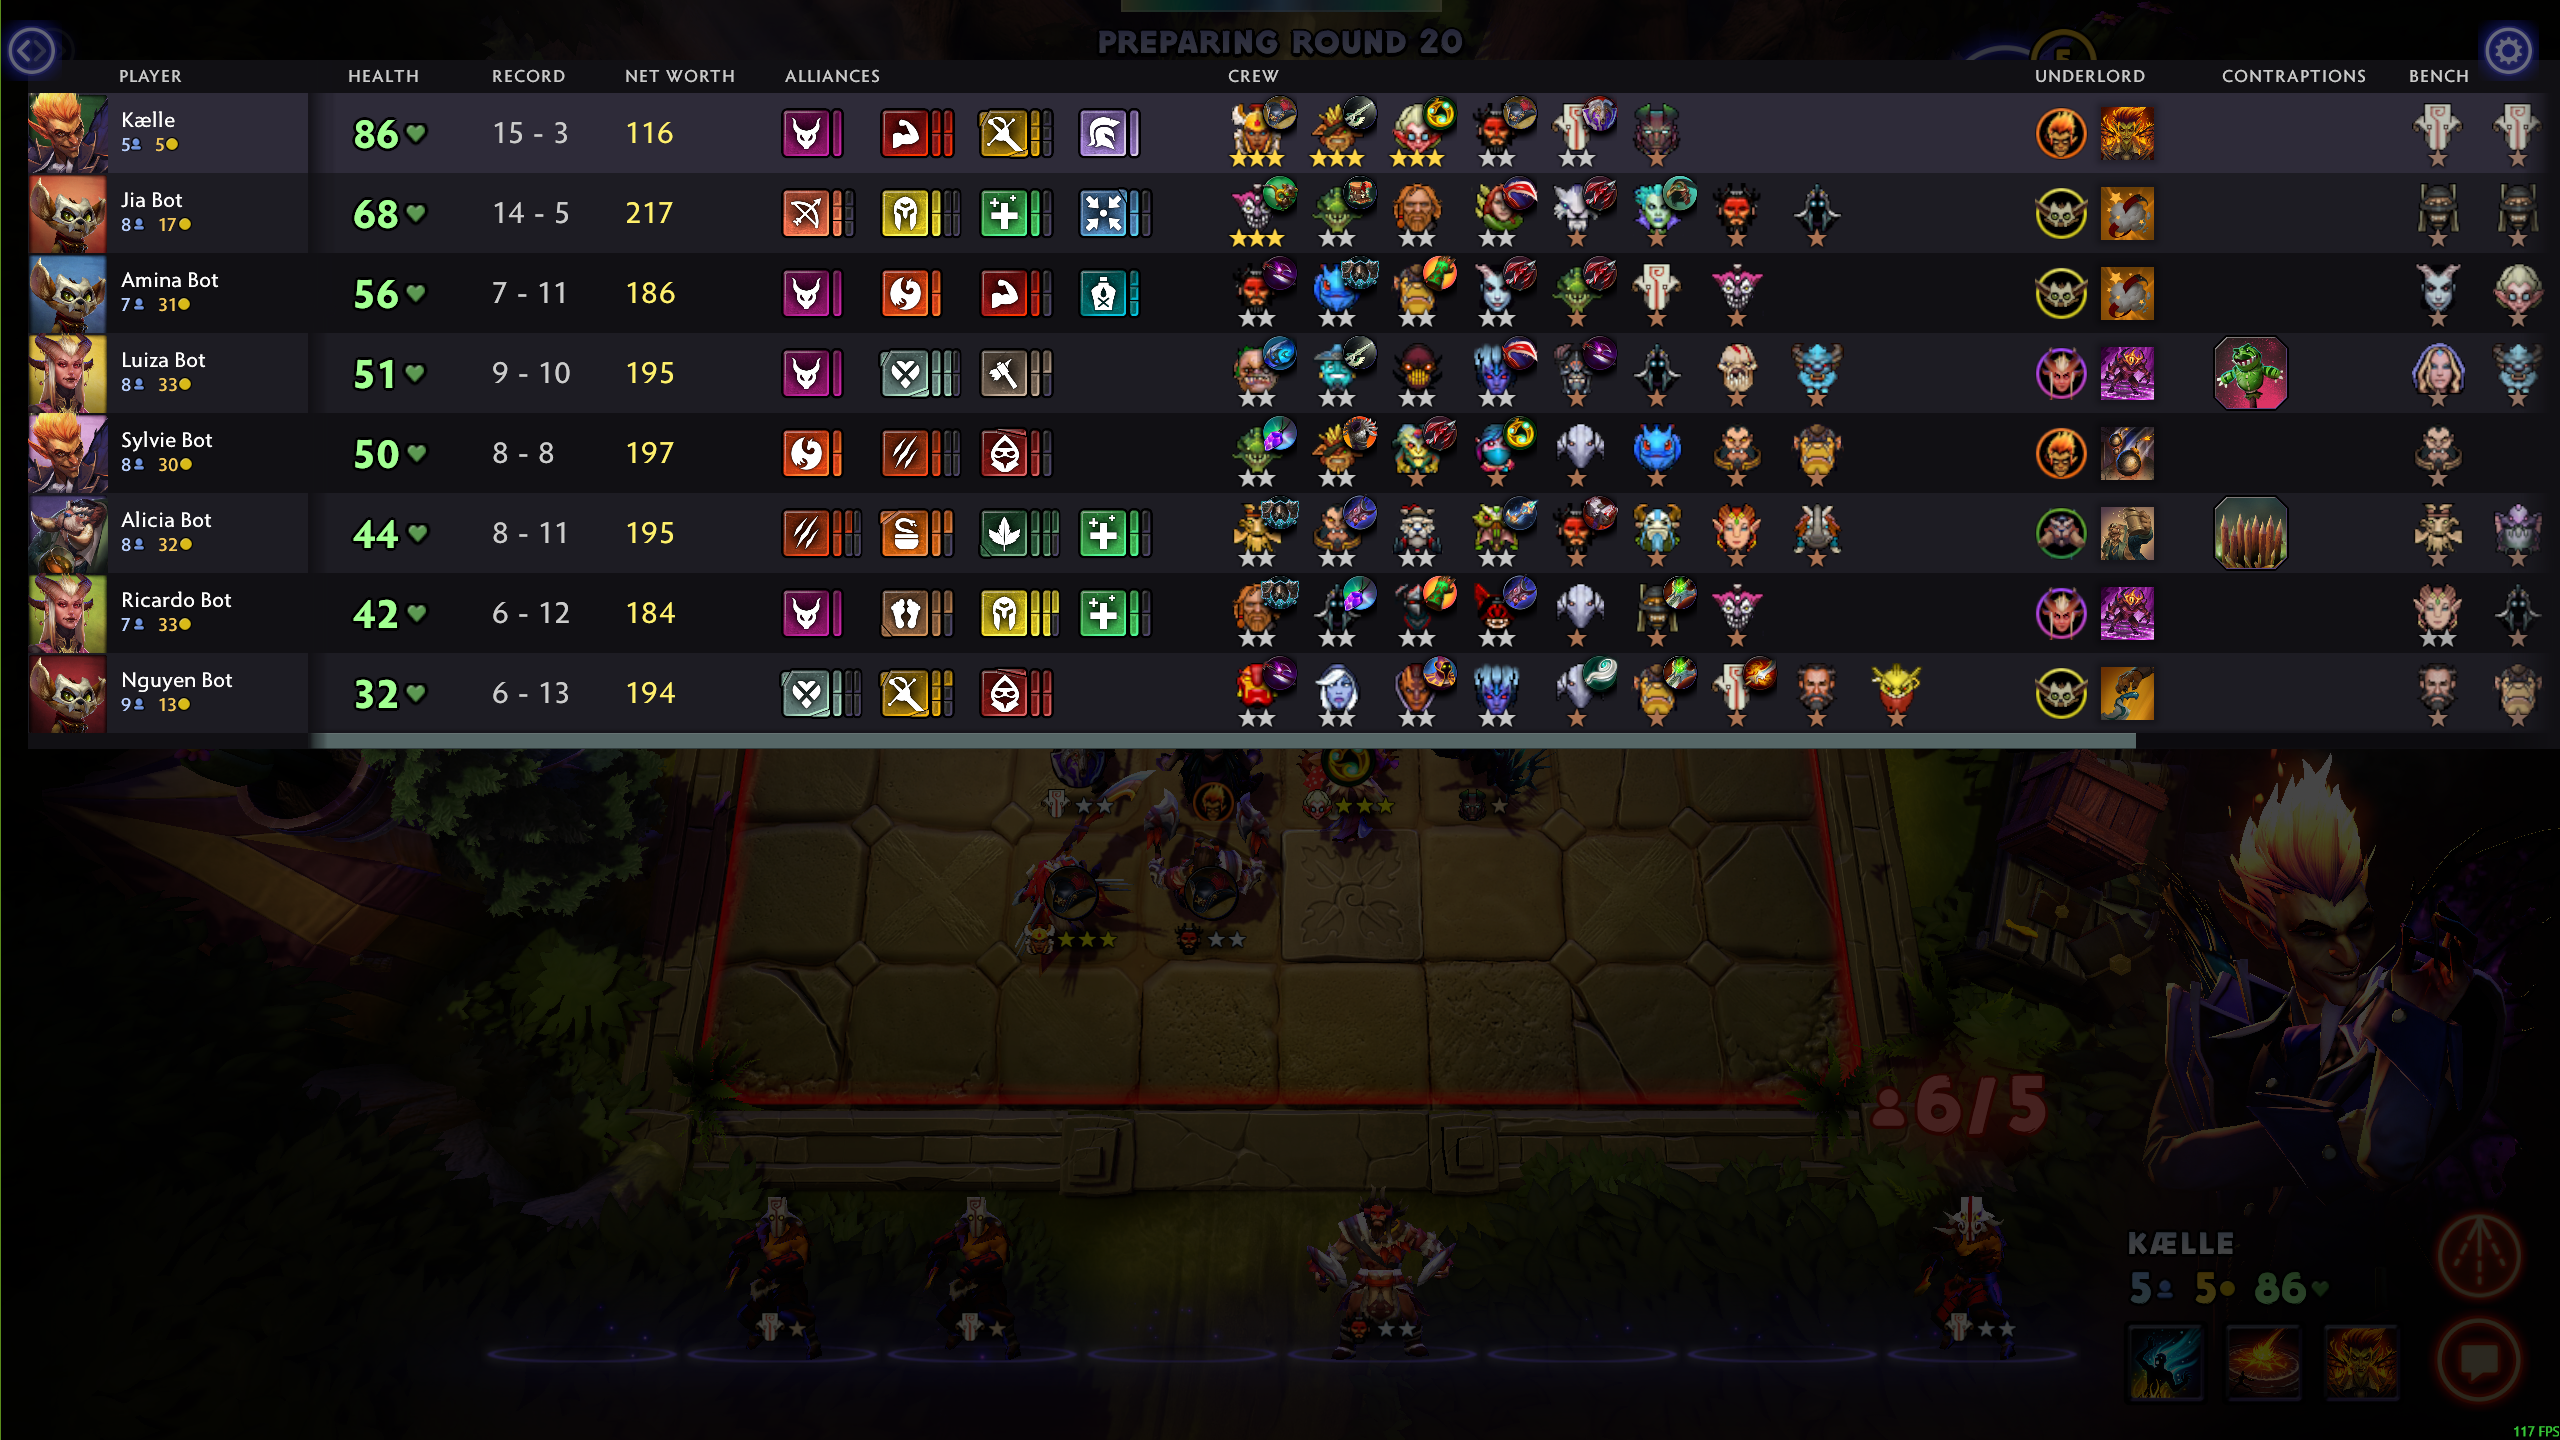 PREPARING ROUND 20
5
PLAYER HEALTH RECORD NET WORTH ALLIANCES CREW UNDERLORD CONTRAPTIONS BENCH
Kælle
5 5
86 15 - 3 116
Jia Bot
8 17
68 14 - 5 217
Amina Bot
7 31
56 7 - 11 186
Luiza Bot
8 33
51 9 - 10 195
Sylvie Bot
8 30
50 8 - 8 197
Alicia Bot
8 32
44 8 - 11 195
Ricardo Bot
7 33
42 6 - 12 184
Nguyen Bot
9 13
32 6 - 13 194
6/5
KÆLLE
5 5 86
117 FPS